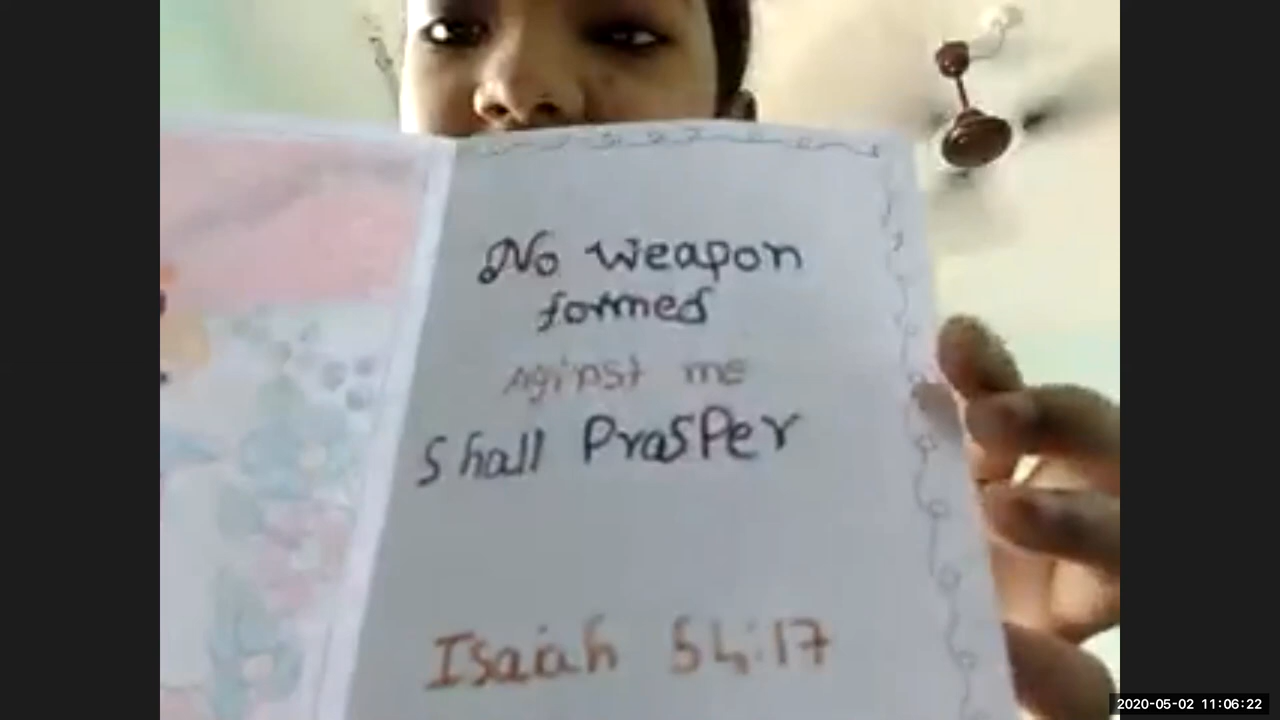 No weapon
formed
Aginst me
Shall Prasper
Isaiah 54:17
2020-05-02 11:06:22